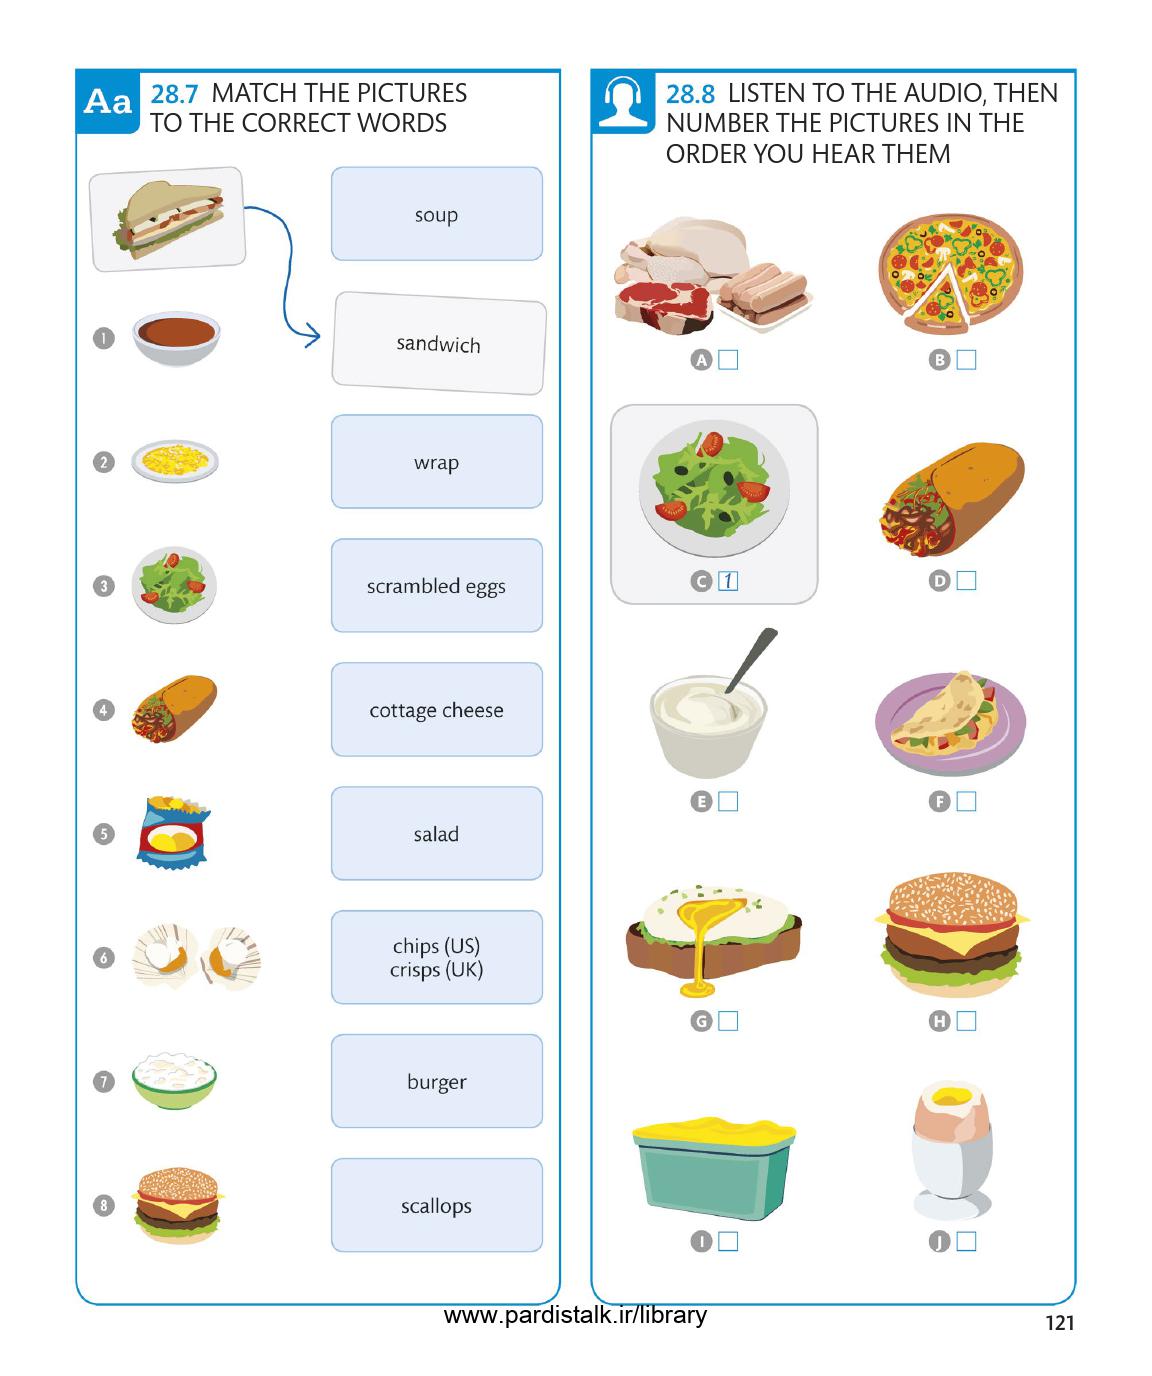 Aa
28.7 MATCH THE PICTURES
TO THE CORRECT WORDS
soup
1
sandwich
2
wrap
3
scrambled eggs
4
cottage cheese
5
salad
6
chips (US)
crisps (UK)
7
burger
8
scallops
28.8 LISTEN TO THE AUDIO, THEN
NUMBER THE PICTURES IN THE
ORDER YOU HEAR THEM
A
B
C 1
D
E
F
G
H
I
J
www.pardistalk.ir/library
121